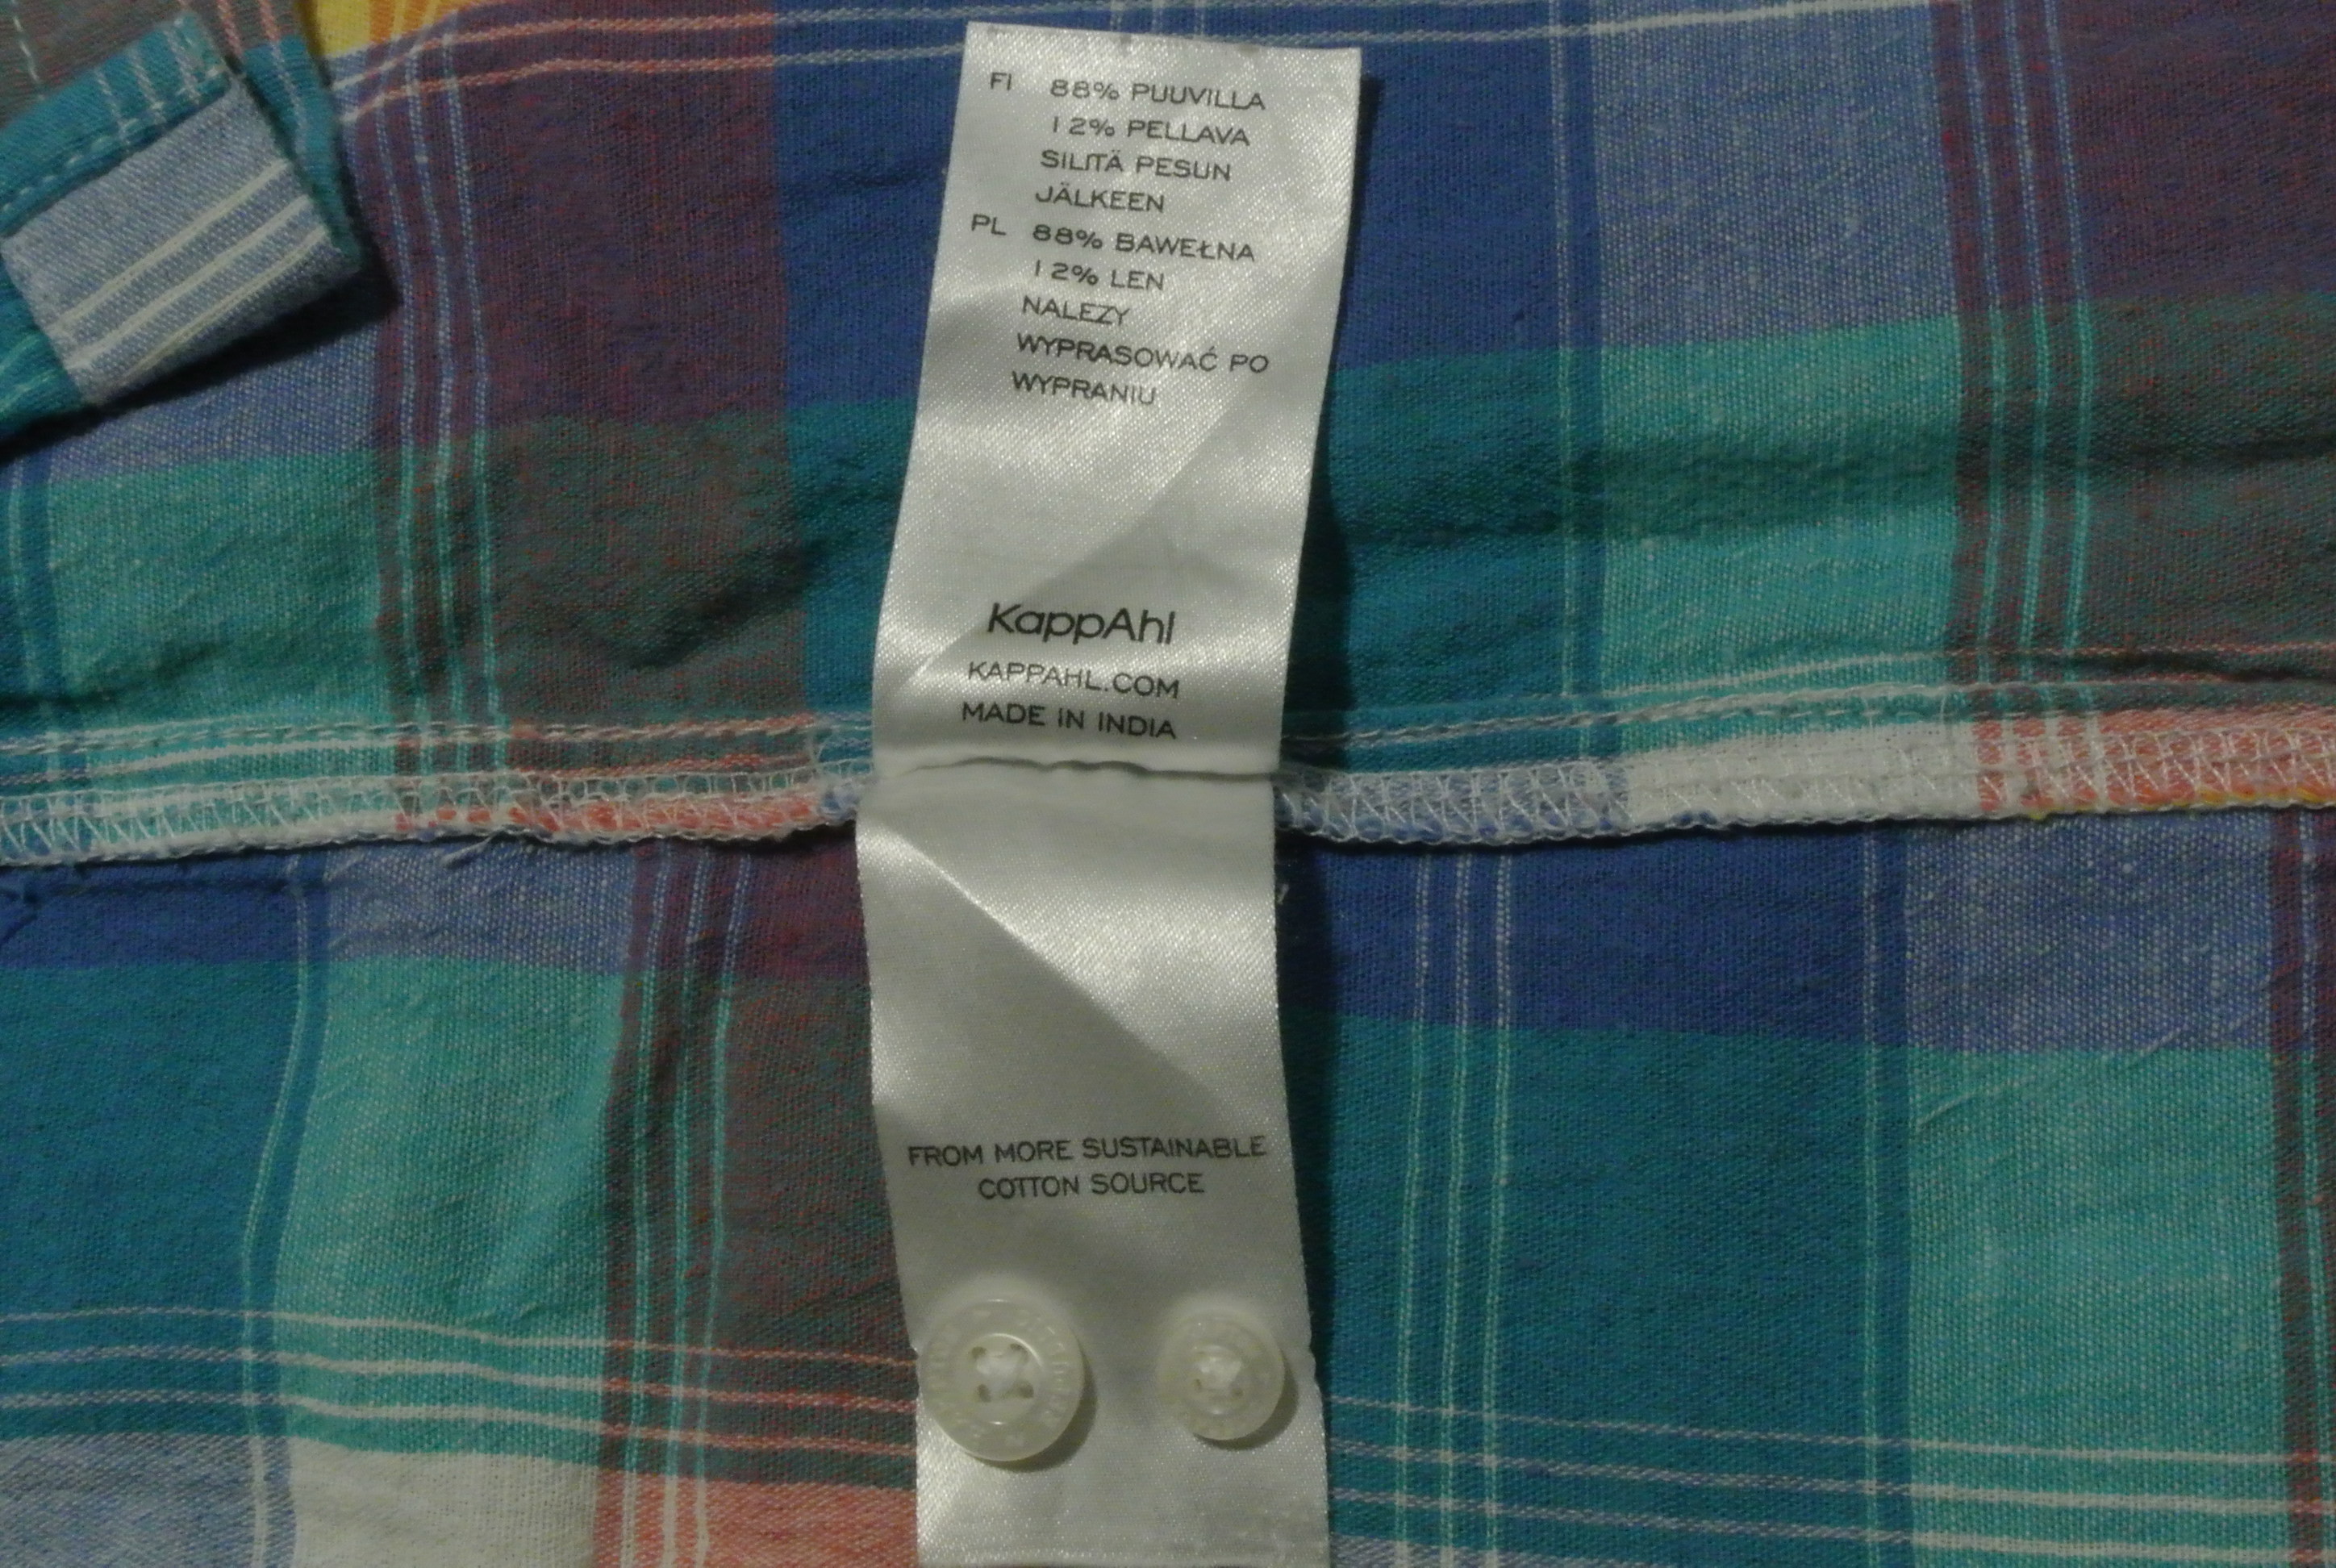 FI 88% PUUVILLA
12% PELLAVA
SILITÄ PESUN
JÄLKEEN
PL 88% BAWEŁNA
12% LEN
NALEZY
WYPRASOWAĆ PO
WYPRANIU
KappAhl
KAPPAHL.COM
MADE IN INDIA
FROM MORE SUSTAINABLE
COTTON SOURCE